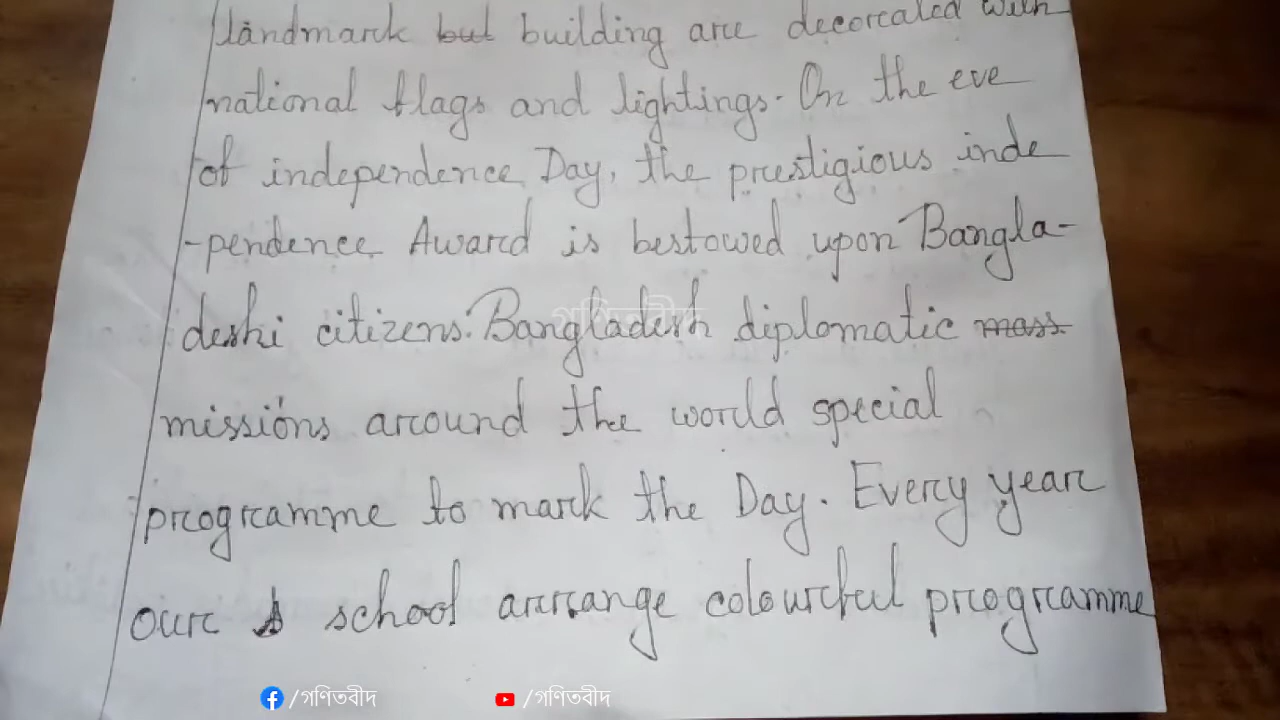 landmark but building are decorated with
national flags and lightings. On the eve
of independence Day, the prestigious inde
-pendence Award is bestowed upon Bangla-
deshi citizens. Bangladesh diplomatic mass
গণিতবীদ
missions around the world special
programme to mark the Day. Every year
our school arrange colourful programme
/গণিতবীদ
/গণিতবীদ